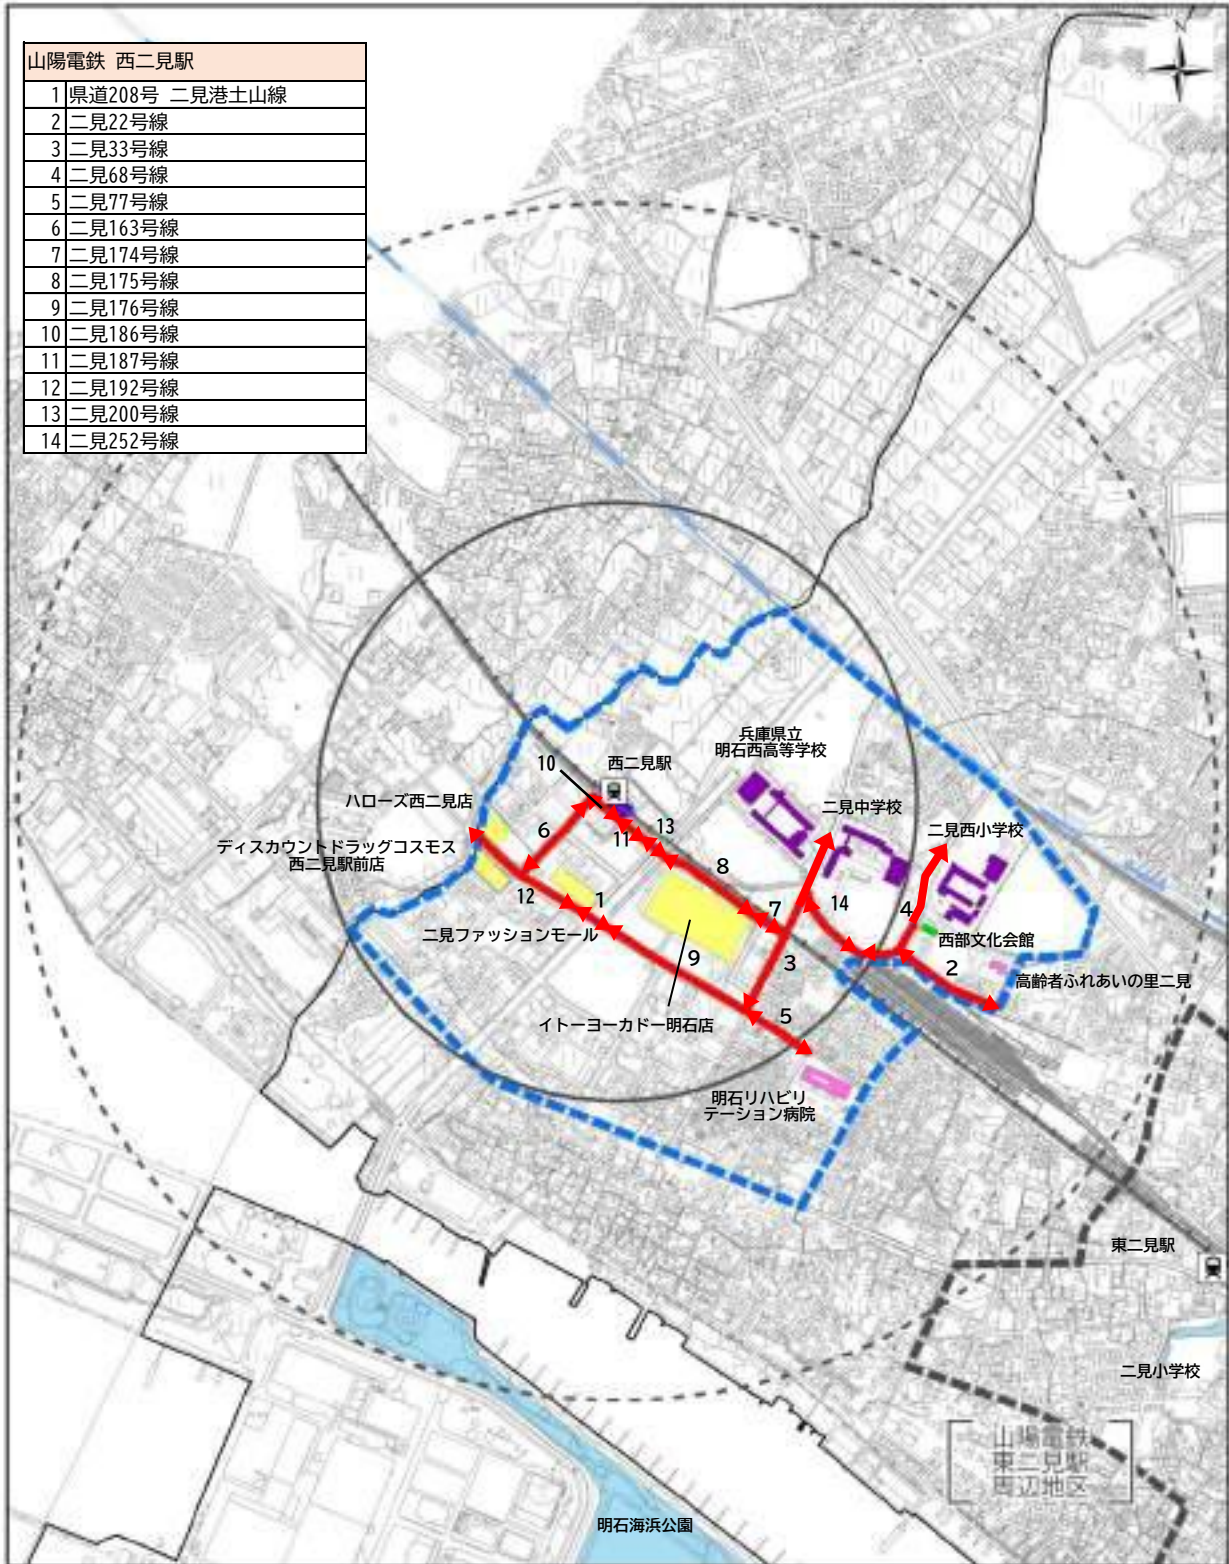 山陽電鉄 西二見駅
1 県道208号 二見港土山線
2 二見22号線
3 二見33号線
4 二見68号線
5 二見77号線
6 二見163号線
7 二見174号線
8 二見175号線
9 二見176号線
10 二見186号線
11 二見187号線
12 二見192号線
13 二見200号線
14 二見252号線
N
兵庫県立
明石西高等学校
10
西二見駅
ハローズ西二見店
二見中学校
二見西小学校
6
11
13
ディスカウントドラッグコスモス
西二見駅前店
8
12
1
7
14
4
二見ファッションモール
西部文化会館
9
3
2
高齢者ふれあいの里二見
イトーヨーカドー明石店
5
明石リハビリ
テーション病院
東二見駅
二見小学校
山陽電鉄
東二見駅
周辺地区
明石海浜公園